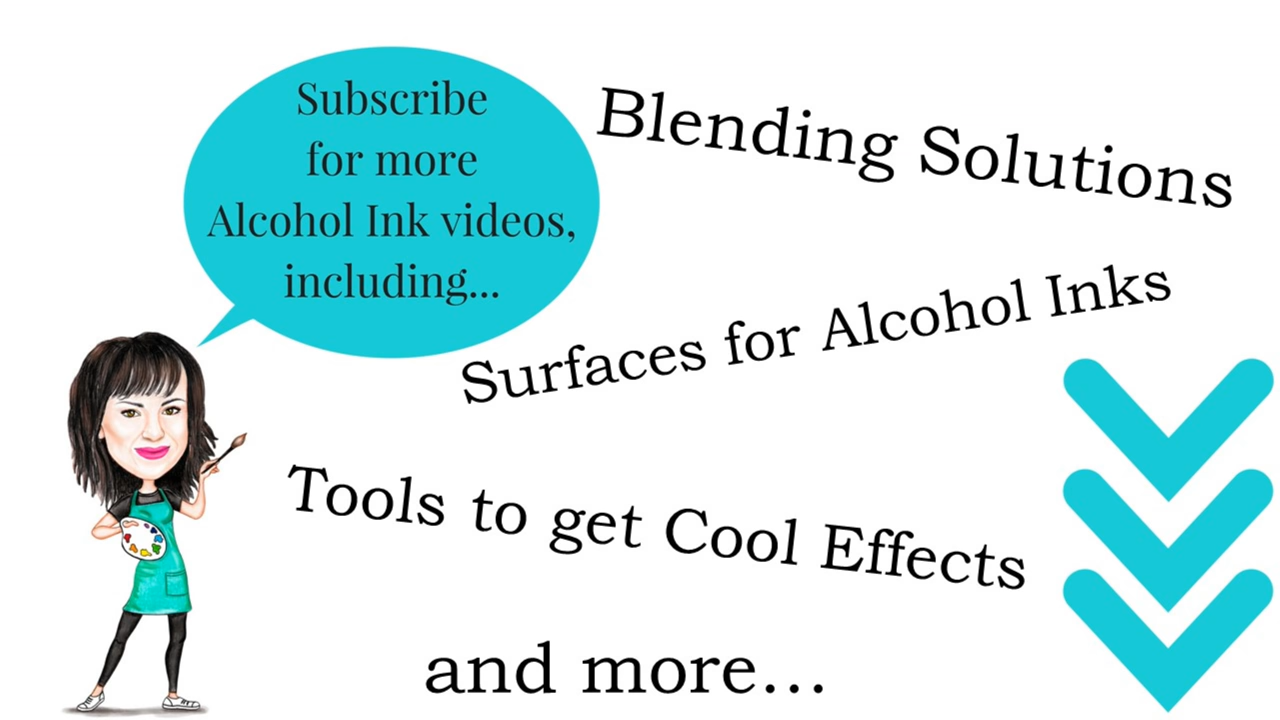 Subscribe
for more
Alcohol Ink videos,
including...
Blending Solutions
Surfaces for Alcohol Inks
Tools to get Cool Effects
and more...